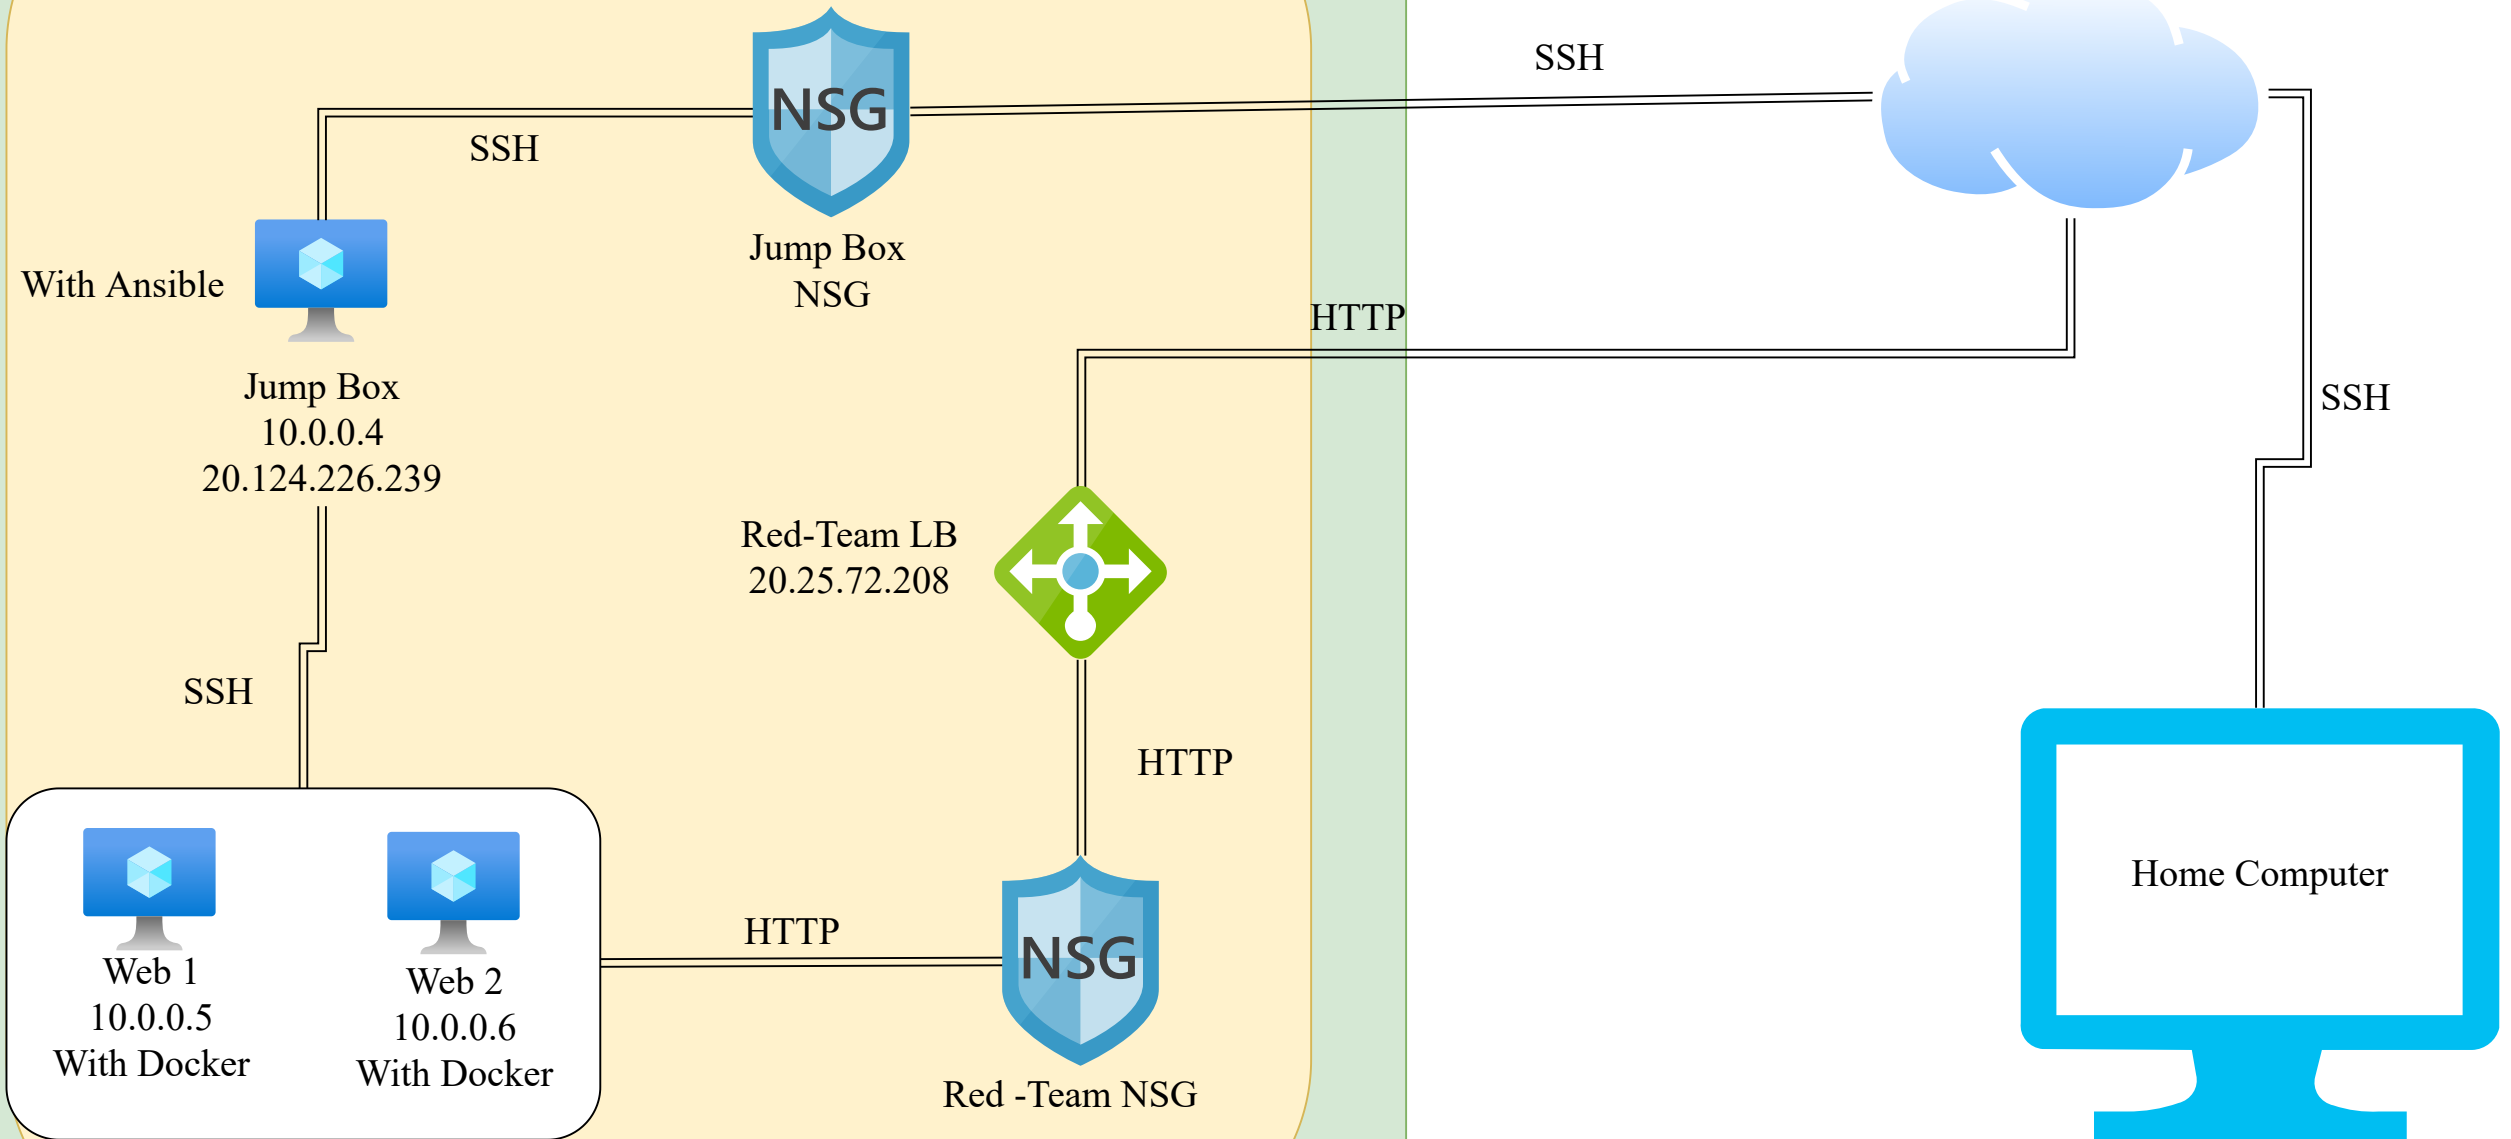 SSH
NSG
SSH
Jump Box
NSG
With Ansible
HTTP
Jump Box
10.0.0.4
20.124.226.239
SSH
Red-Team LB
20.25.72.208
SSH
HTTP
Home Computer
HTTP
NSG
Web 1
10.0.0.5
With Docker
Web 2
10.0.0.6
With Docker
Red -Team NSG